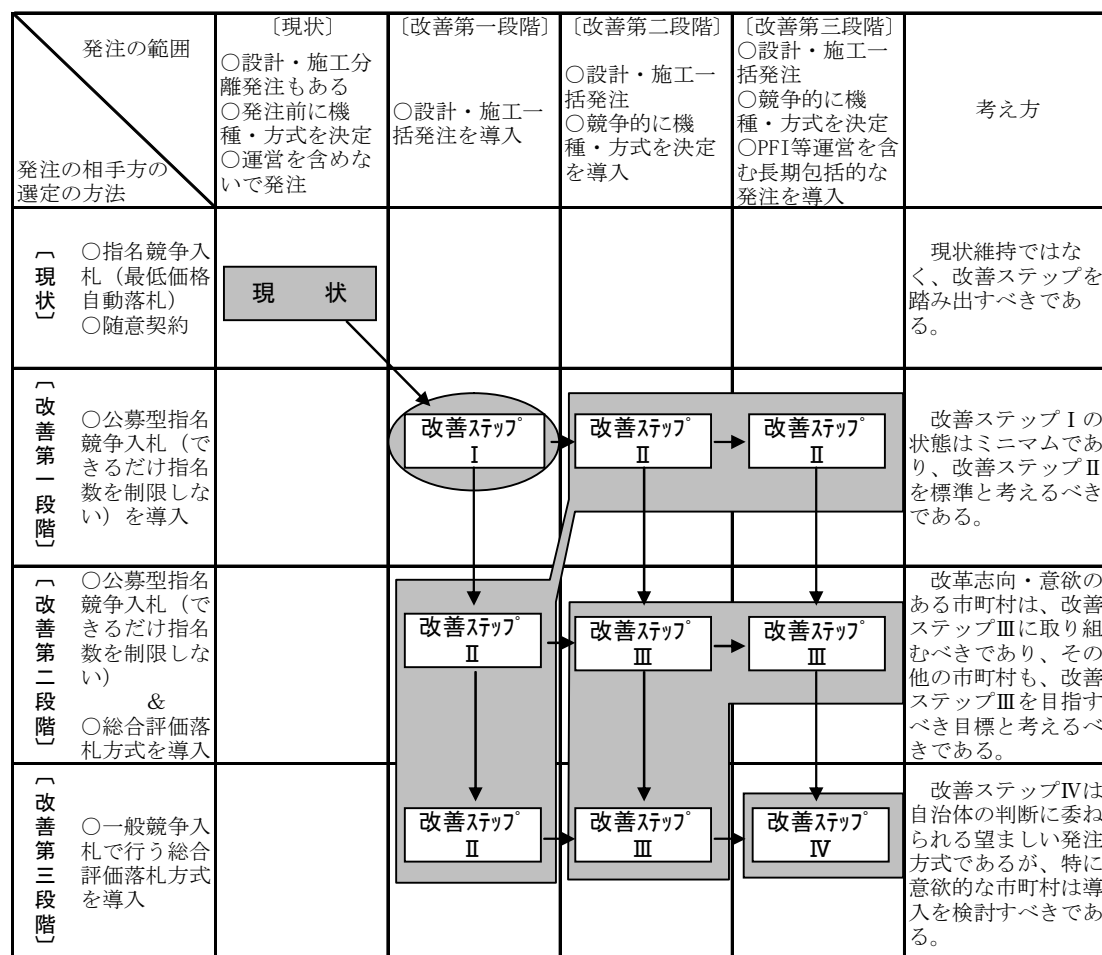 発注の範囲
発注の相手方の
選定の方法
〔現状〕
○設計・施工分
離発注もある
○発注前に機
種・方式を決定
○運営を含めな
いで発注
〔改善第一段階〕
○設計・施工一
括発注を導入
〔改善第二段階〕
○設計・施工一
括発注
○競争的に機
種・方式を決定
を導入
〔改善第三段階〕
○設計・施工一
括発注
○競争的に機
種・方式を決定
○PFI等運営を含
む長期包括的な
発注を導入
考え方
〔現状〕
○指名競争入
札（最低価格
自動落札）
○随意契約
現　状
現状維持ではな
く、改善ステップを
踏み出すべきであ
る。
〔改善第一段階〕
○公募型指名
競争入札（で
きるだけ指名
数を制限しな
い）を導入
改善ステップ
Ⅰ
改善ステップ
Ⅱ
改善ステップ
Ⅱ
改善ステップⅠの
状態はミニマムであ
り、改善ステップⅡ
を標準と考えるべき
である。
〔改善第二段階〕
○公募型指名
競争入札（で
きるだけ指名
数を制限しな
い）
&
○総合評価落
札方式を導入
改善ステップ
Ⅱ
改善ステップ
Ⅲ
改善ステップ
Ⅲ
改革志向・意欲の
ある市町村は、改善
ステップⅢに取り組
むべきであり、その
他の市町村も、改善
ステップⅢを目指す
べき目標と考えるべ
きである。
〔改善第三段階〕
○一般競争入
札で行う総合
評価落札方式
を導入
改善ステップ
Ⅱ
改善ステップ
Ⅲ
改善ステップ
Ⅳ
改善ステップⅣは
自治体の判断に委ね
られる望ましい発注
方式であるが、特に
意欲的な市町村は導
入を検討すべきであ
る。